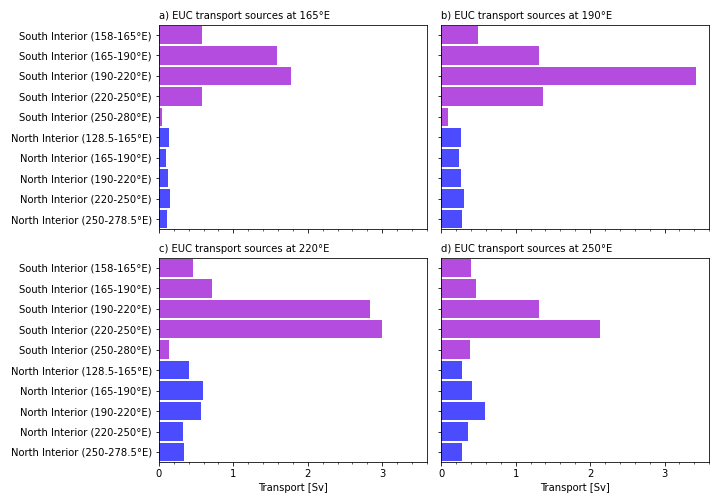 a) EUC transport sources at 165°E
b) EUC transport sources at 190°E
South Interior (158-165°E)
South Interior (165-190°E)
South Interior (190-220°E)
South Interior (220-250°E)
South Interior (250-280°E)
North Interior (128.5-165°E)
North Interior (165-190°E)
North Interior (190-220°E)
North Interior (220-250°E)
North Interior (250-278.5°E)
c) EUC transport sources at 220°E
d) EUC transport sources at 250°E
South Interior (158-165°E)
South Interior (165-190°E)
South Interior (190-220°E)
South Interior (220-250°E)
South Interior (250-280°E)
North Interior (128.5-165°E)
North Interior (165-190°E)
North Interior (190-220°E)
North Interior (220-250°E)
North Interior (250-278.5°E)
0 1 2 3
0 1 2 3
Transport [Sv]
Transport [Sv]